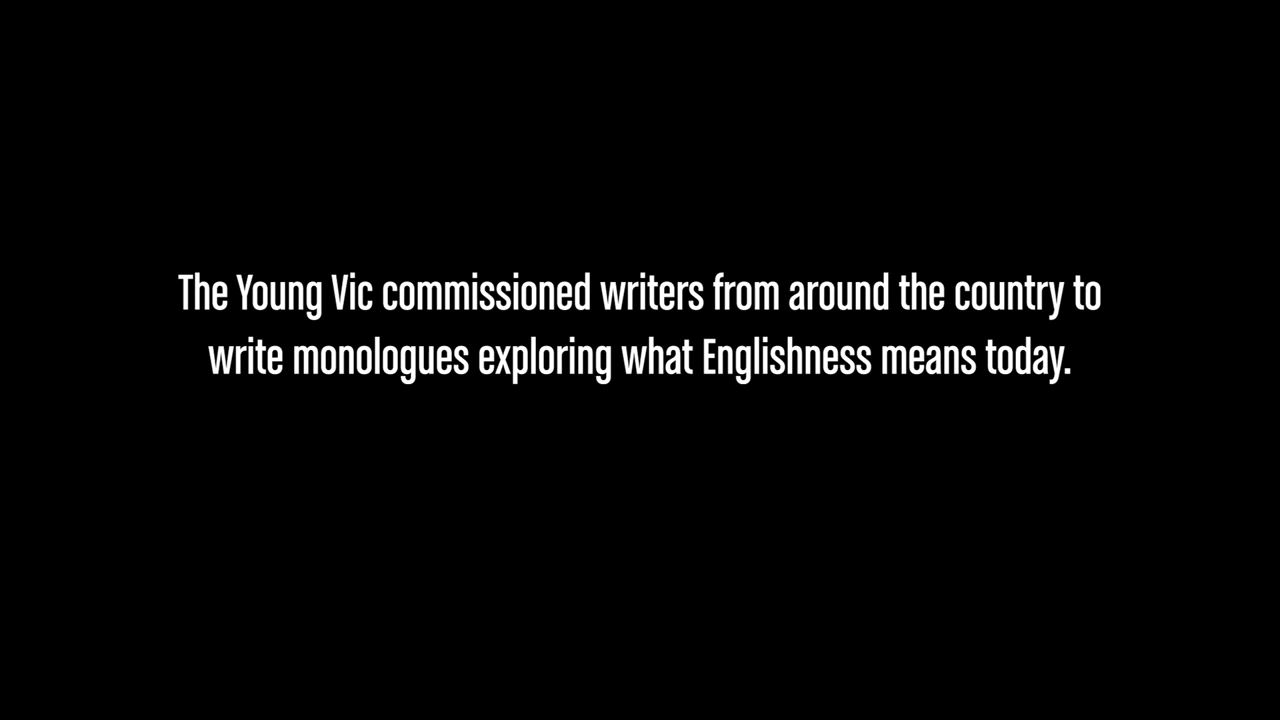 The Young Vic commissioned writers from around the country to
write monologues exploring what Englishness means today.